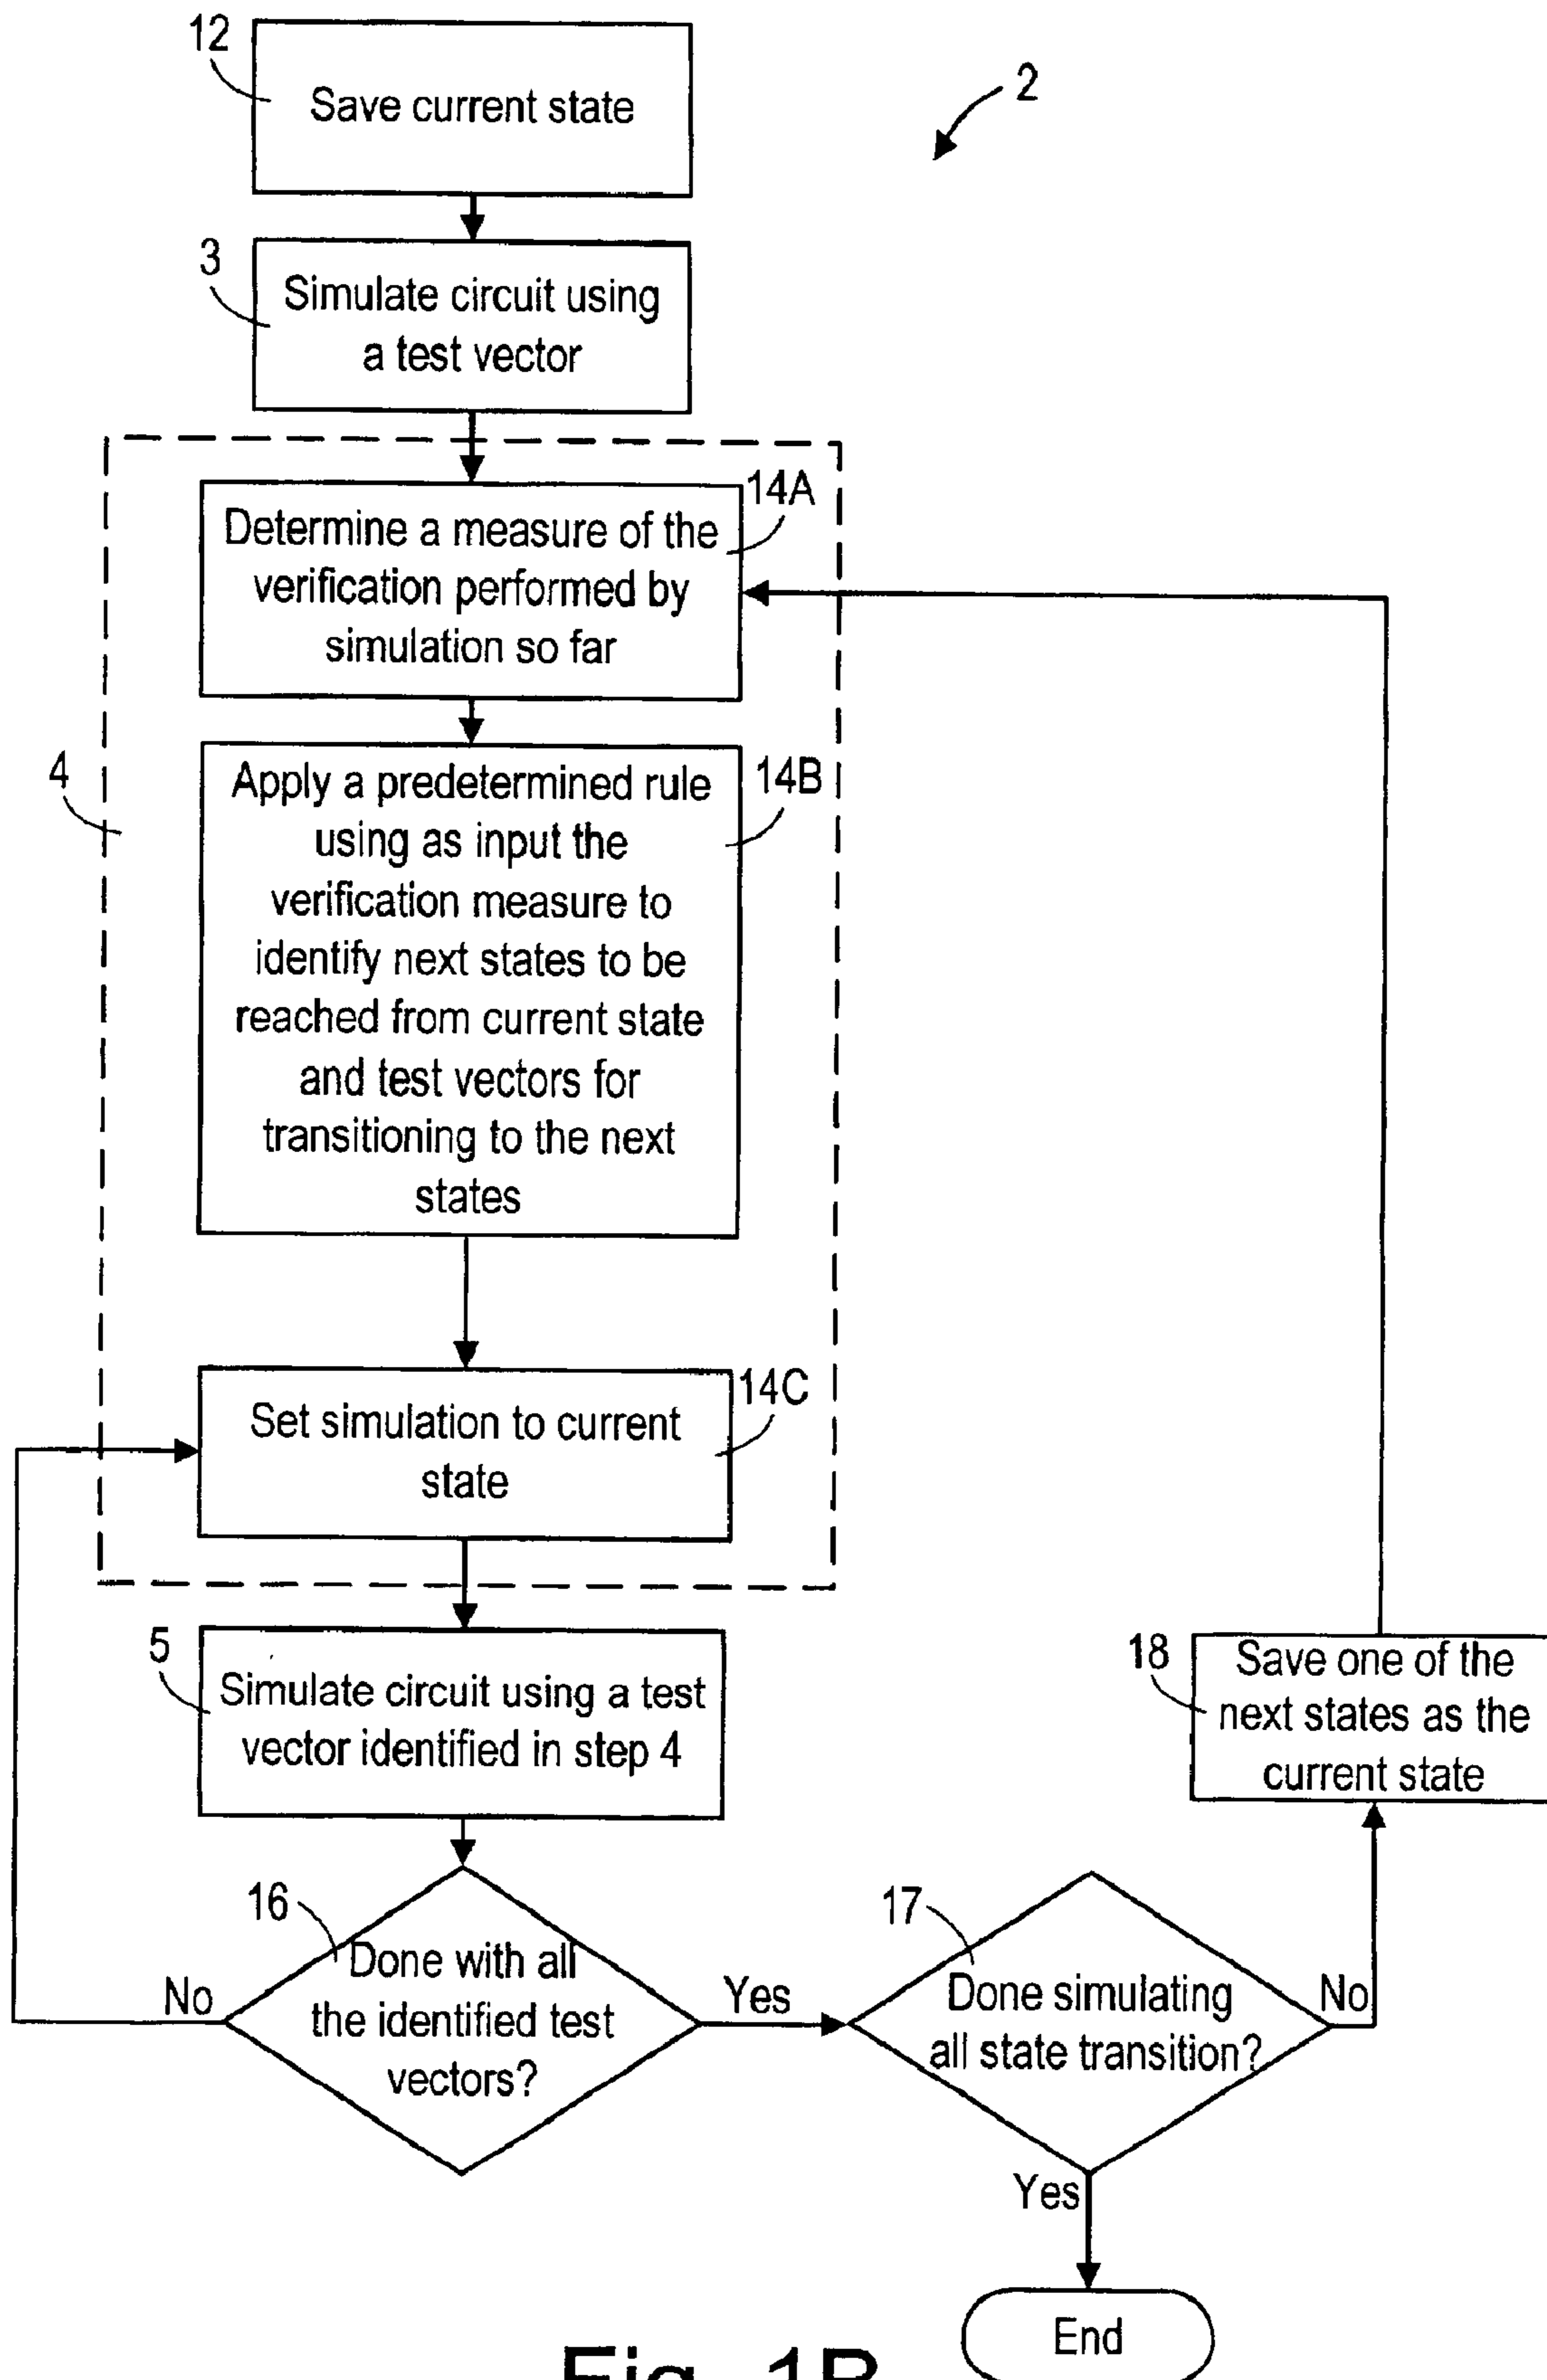 12
Save current state
2
3
Simulate circuit using
a test vector
14A
Determine a measure of the
verification performed by
simulation so far
4
14B
Apply a predetermined rule
using as input the
verification measure to
identify next states to be
reached from current state
and test vectors for
transitioning to the next
states
14C
Set simulation to current
state
5
Simulate circuit using a test
vector identified in step 4
18
Save one of the
next states as the
current state
16
Done with all
the identified test
vectors?
No
Yes
17
Done simulating
all state transition?
No
Yes
End
Fig. 1B